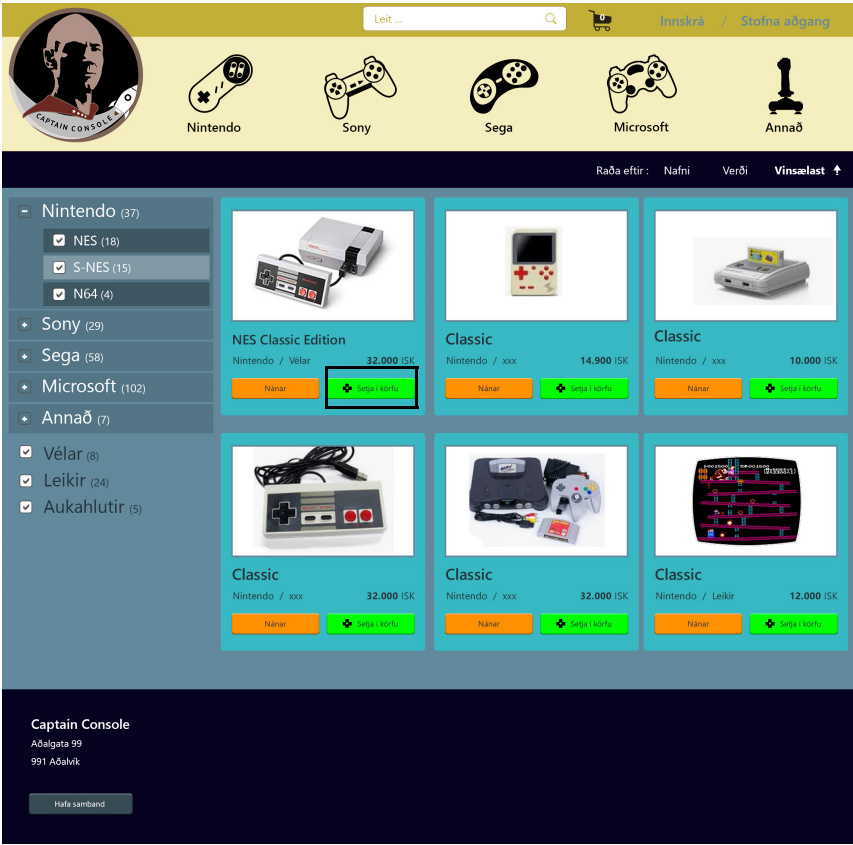 Leit ...
0
Innskrá / Stofna aðgang
CAPTAIN CONSOLE
Nintendo
Sony
Sega
Microsoft
Annað
Raða eftir : Nafni Verði Vinsælast
Nintendo (37)
NES (18)
S-NES (15)
N64 (4)
Sony (29)
Sega (58)
Microsoft (102)
Annað (7)
Vélar (8)
Leikir (24)
Aukahlutir (5)
NES Classic Edition
Nintendo / Vélar 32.000 ISK
Nánar Setja í körfu
Classic
Nintendo / xxx 14.900 ISK
Nánar Setja í körfu
Classic
Nintendo / xxx 10.000 ISK
Nánar Setja í körfu
Classic
Nintendo / xxx 32.000 ISK
Nánar Setja í körfu
Classic
Nintendo / xxx 32.000 ISK
Nánar Setja í körfu
Classic
Nintendo / Leikir 12.000 ISK
Nánar Setja í körfu
Captain Console
Aðalgata 99
991 Aðalvík
Hafa samband